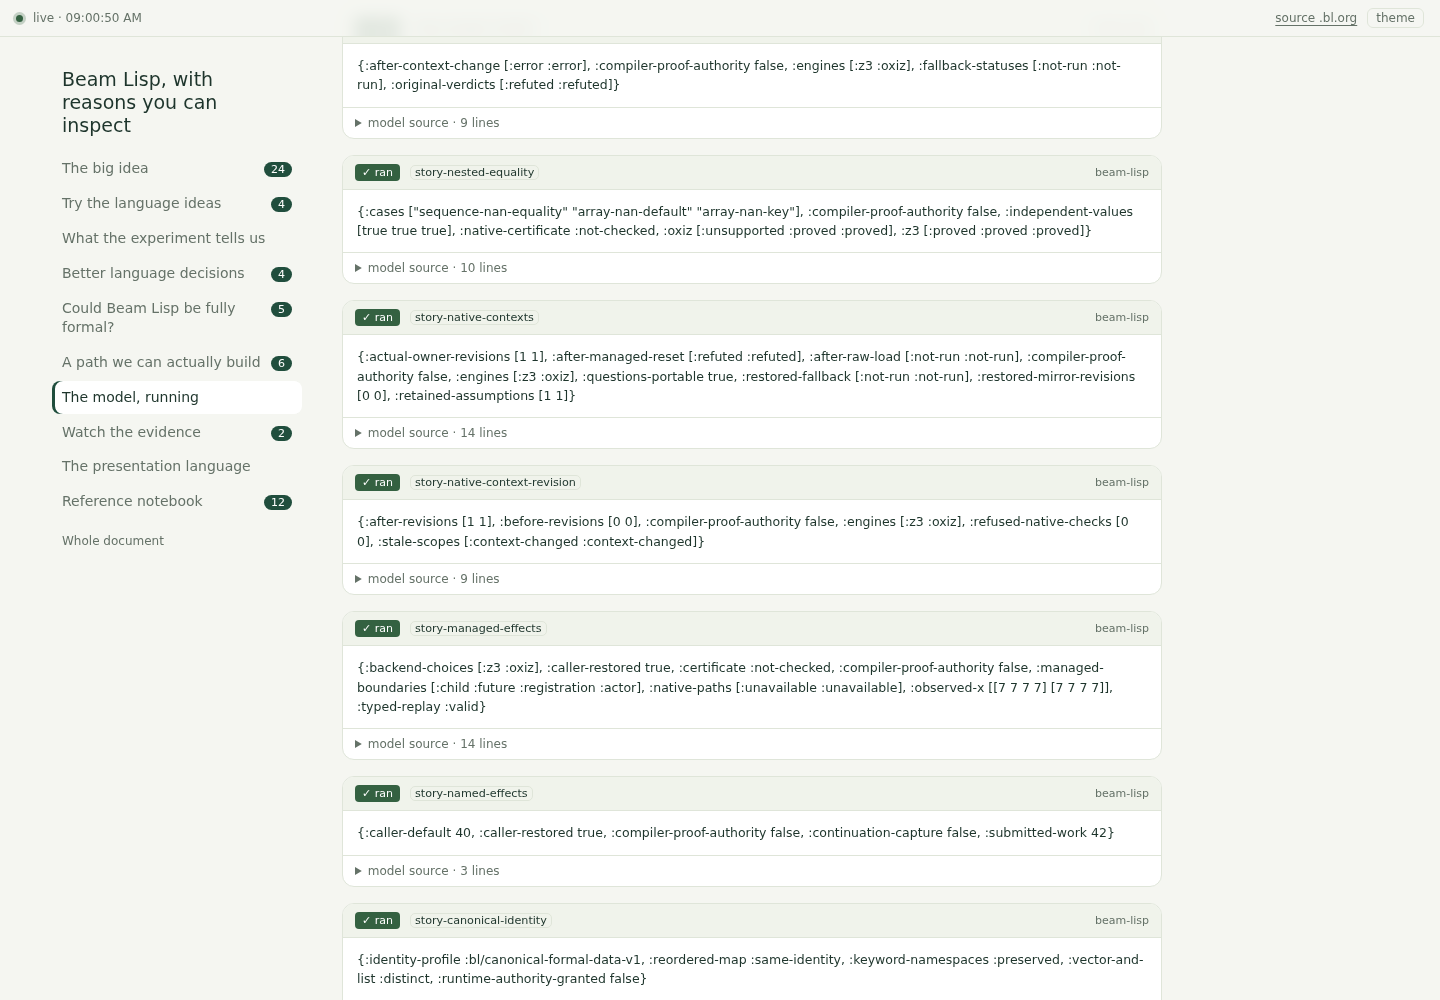 live · 09:00:50 AM
source .bl.org
theme
Beam Lisp, with
reasons you can
inspect
The big idea 24
Try the language ideas 4
What the experiment tells us
Better language decisions 4
Could Beam Lisp be fully 5
formal?
A path we can actually build 6
The model, running
Watch the evidence 2
The presentation language
Reference notebook 12
Whole document
{:after-context-change [:error :error], :compiler-proof-authority false, :engines [:z3 :oxiz], :fallback-statuses [:not-run :not-
run], :original-verdicts [:refuted :refuted]}
▶ model source · 9 lines
✓ ran story-nested-equality beam-lisp
{:cases ["sequence-nan-equality" "array-nan-default" "array-nan-key"], :compiler-proof-authority false, :independent-values
[true true true], :native-certificate :not-checked, :oxiz [:unsupported :proved :proved], :z3 [:proved :proved :proved]}
▶ model source · 10 lines
✓ ran story-native-contexts beam-lisp
{:actual-owner-revisions [1 1], :after-managed-reset [:refuted :refuted], :after-raw-load [:not-run :not-run], :compiler-proof-
authority false, :engines [:z3 :oxiz], :questions-portable true, :restored-fallback [:not-run :not-run], :restored-mirror-revisions
[0 0], :retained-assumptions [1 1]}
▶ model source · 14 lines
✓ ran story-native-context-revision beam-lisp
{:after-revisions [1 1], :before-revisions [0 0], :compiler-proof-authority false, :engines [:z3 :oxiz], :refused-native-checks [0
0], :stale-scopes [:context-changed :context-changed]}
▶ model source · 9 lines
✓ ran story-managed-effects beam-lisp
{:backend-choices [:z3 :oxiz], :caller-restored true, :certificate :not-checked, :compiler-proof-authority false, :managed-
boundaries [:child :future :registration :actor], :native-paths [:unavailable :unavailable], :observed-x [[7 7 7 7] [7 7 7 7]],
:typed-replay :valid}
▶ model source · 14 lines
✓ ran story-named-effects beam-lisp
{:caller-default 40, :caller-restored true, :compiler-proof-authority false, :continuation-capture false, :submitted-work 42}
▶ model source · 3 lines
✓ ran story-canonical-identity beam-lisp
{:identity-profile :bl/canonical-formal-data-v1, :reordered-map :same-identity, :keyword-namespaces :preserved, :vector-and-
list :distinct, :runtime-authority-granted false}